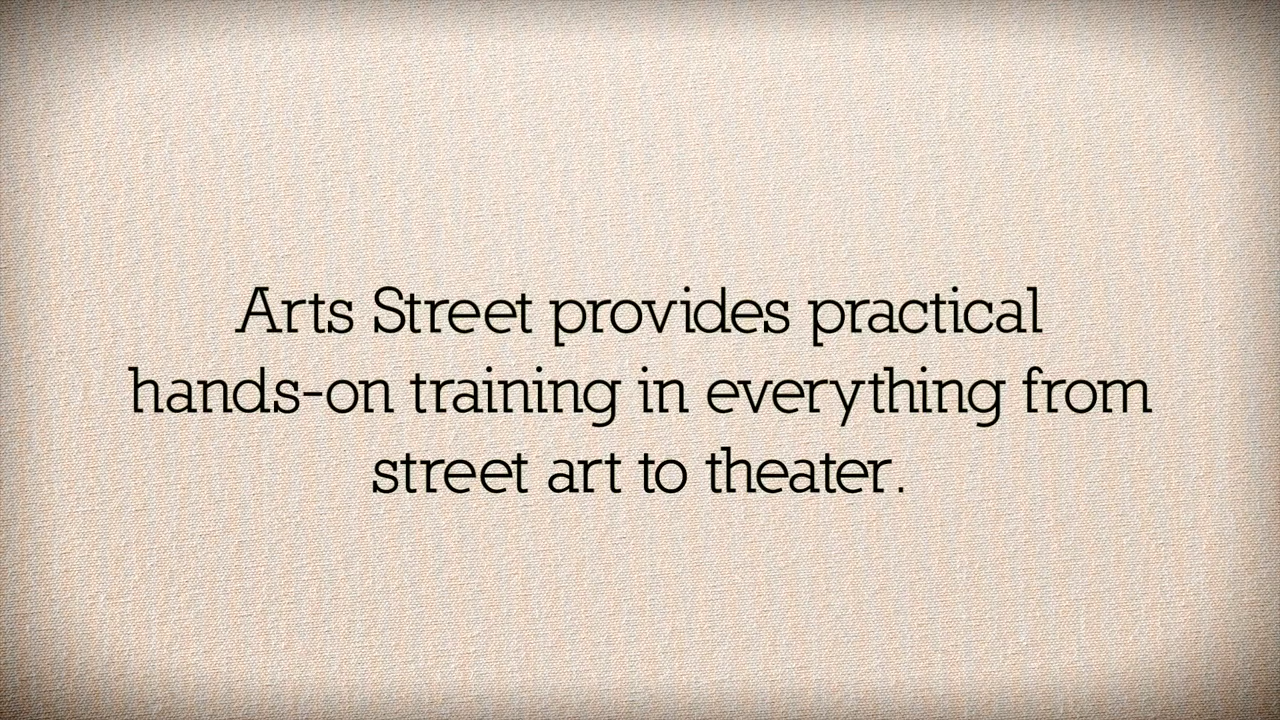 Arts Street provides practical
hands-on training in everything from
street art to theater.